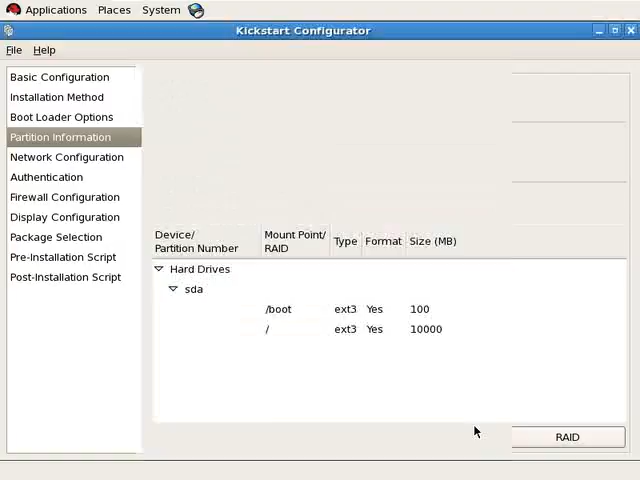 Applications Places System
Kickstart Configurator
File Help
Basic Configuration
Installation Method
Boot Loader Options
Partition Information
Network Configuration
Authentication
Firewall Configuration
Display Configuration
Package Selection
Pre-Installation Script
Post-Installation Script
Device/ Partition Number Mount Point/ RAID Type Format Size (MB)
Hard Drives
sda
/boot ext3 Yes 100
/ ext3 Yes 10000
RAID